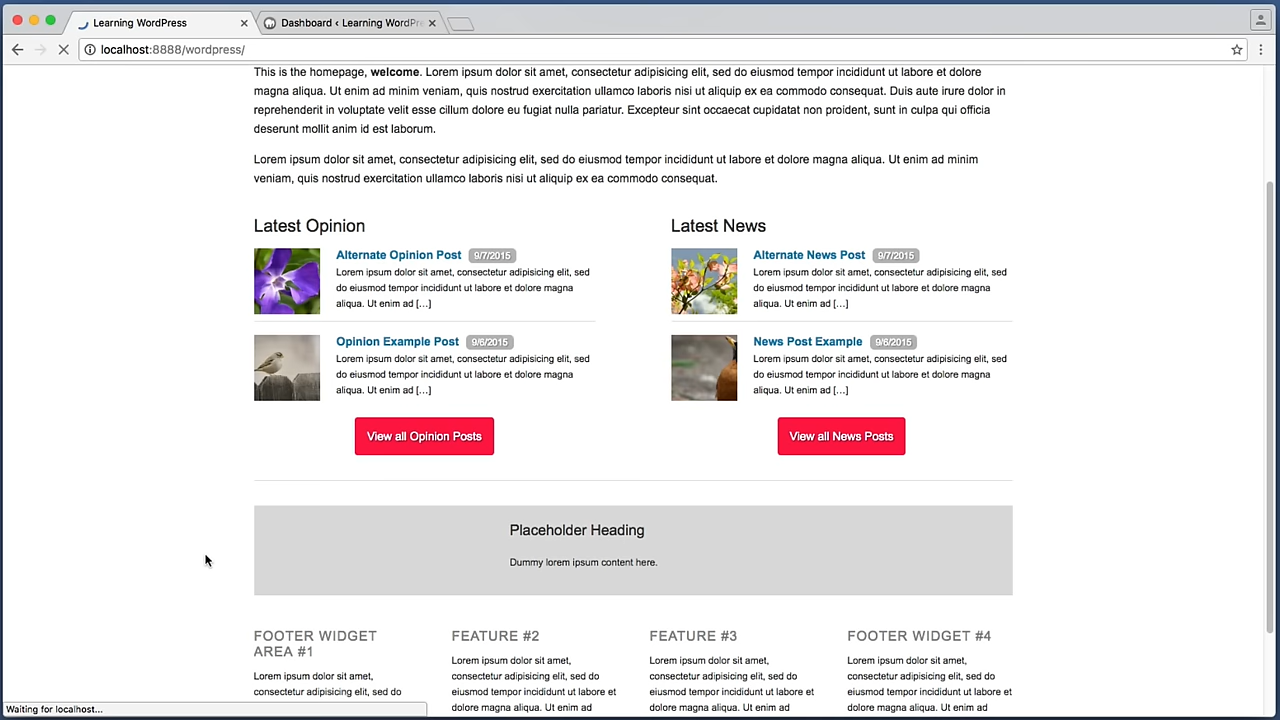 Learning WordPress
Dashboard ‹ Learning WordPre
localhost:8888/wordpress/
This is the homepage, welcome. Lorem ipsum dolor sit amet, consectetur adipisicing elit, sed do eiusmod tempor incididunt ut labore et dolore
magna aliqua. Ut enim ad minim veniam, quis nostrud exercitation ullamco laboris nisi ut aliquip ex ea commodo consequat. Duis aute irure dolor in
reprehenderit in voluptate velit esse cillum dolore eu fugiat nulla pariatur. Excepteur sint occaecat cupidatat non proident, sunt in culpa qui officia
deserunt mollit anim id est laborum.
Lorem ipsum dolor sit amet, consectetur adipisicing elit, sed do eiusmod tempor incididunt ut labore et dolore magna aliqua. Ut enim ad minim
veniam, quis nostrud exercitation ullamco laboris nisi ut aliquip ex ea commodo consequat.
Latest Opinion
Alternate Opinion Post 9/7/2015
Lorem ipsum dolor sit amet, consectetur adipisicing elit, sed
do eiusmod tempor incididunt ut labore et dolore magna
aliqua. Ut enim ad […]
Opinion Example Post 9/6/2015
Lorem ipsum dolor sit amet, consectetur adipisicing elit, sed
do eiusmod tempor incididunt ut labore et dolore magna
aliqua. Ut enim ad […]
View all Opinion Posts
Latest News
Alternate News Post 9/7/2015
Lorem ipsum dolor sit amet, consectetur adipisicing elit, sed
do eiusmod tempor incididunt ut labore et dolore magna
aliqua. Ut enim ad […]
News Post Example 9/6/2015
Lorem ipsum dolor sit amet, consectetur adipisicing elit, sed
do eiusmod tempor incididunt ut labore et dolore magna
aliqua. Ut enim ad […]
View all News Posts
Placeholder Heading
Dummy lorem ipsum content here.
FOOTER WIDGET
AREA #1
Lorem ipsum dolor sit amet,
consectetur adipisicing elit, sed do
FEATURE #2
Lorem ipsum dolor sit amet,
consectetur adipisicing elit, sed do
eiusmod tempor incididunt ut labore et
dolore magna aliqua. Ut enim ad
FEATURE #3
Lorem ipsum dolor sit amet,
consectetur adipisicing elit, sed do
eiusmod tempor incididunt ut labore et
dolore magna aliqua. Ut enim ad
FOOTER WIDGET #4
Lorem ipsum dolor sit amet,
consectetur adipisicing elit, sed do
eiusmod tempor incididunt ut labore et
dolore magna aliqua. Ut enim ad
Waiting for localhost...